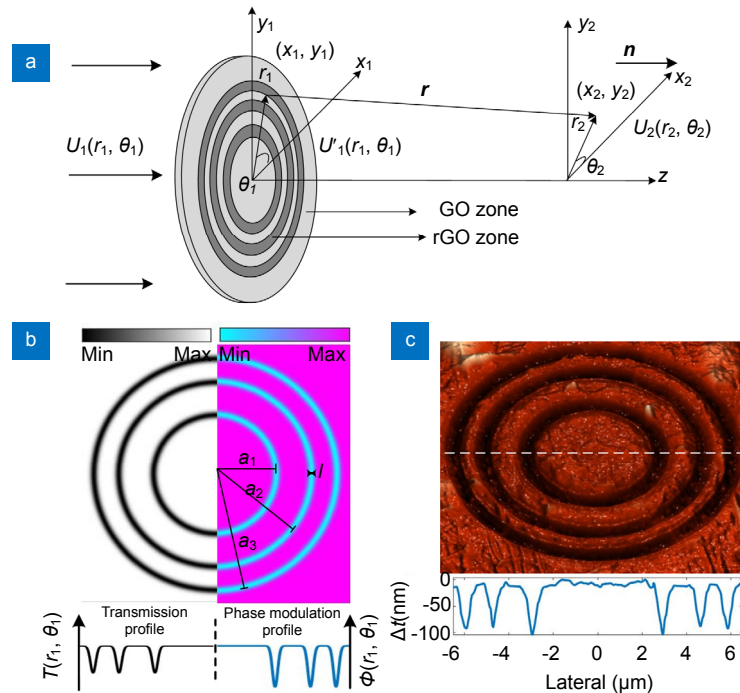 a
y₁
(x₁, y₁)
x₁
r₁
U₁(r₁, θ₁)
U'₁(r₁, θ₁)
θ₁
r
y₂
n
x₂
(x₂, y₂)
r₂
U₂(r₂, θ₂)
θ₂
z
GO zone
rGO zone
b
Min Max Min Max
a₁
l
a₂
a₃
Transmission
profile
Phase modulation
profile
T(r₁, θ₁)
Φ(r₁, θ₁)
c
Δt(nm)
0
-50
-100
-6 -4 -2 0 2 4 6
Lateral (μm)